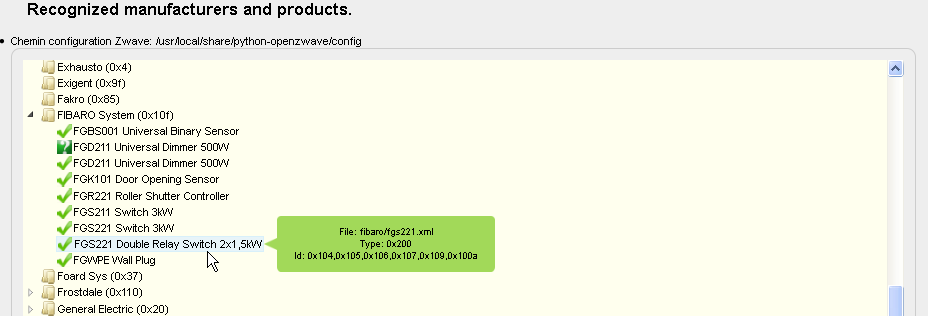 Recognized manufacturers and products.
Chemin configuration Zwave: /usr/local/share/python-openzwave/config
Exhausto (0x4)
Exigent (0x9f)
Fakro (0x85)
FIBARO System (0x10f)
FGBS001 Universal Binary Sensor
FGD211 Universal Dimmer 500W
FGD211 Universal Dimmer 500W
FGK101 Door Opening Sensor
FGR221 Roller Shutter Controller
FGS211 Switch 3kW
FGS221 Switch 3kW
FGS221 Double Relay Switch 2x1,5kW
File: fibaro/fgs221.xml
Type: 0x200
Id: 0x104,0x105,0x106,0x107,0x109,0x100a
FGWPE Wall Plug
Foard Sys (0x37)
Frostdale (0x110)
General Electric (0x20)